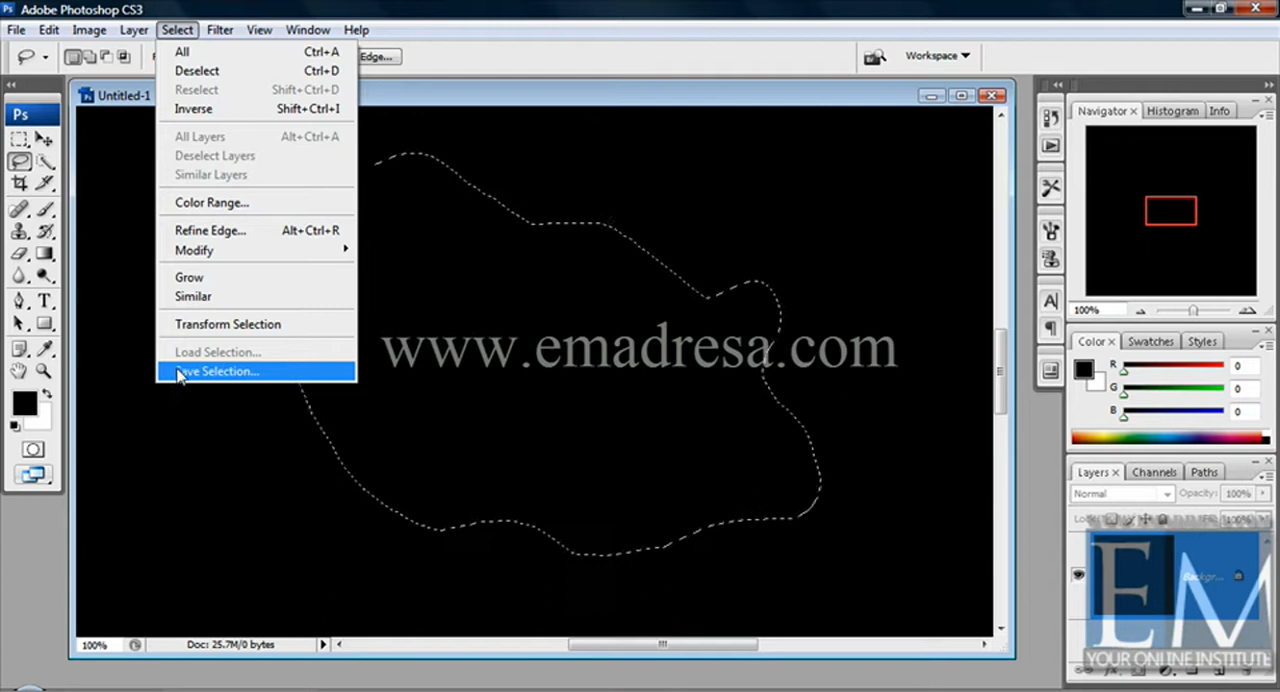 Ps Adobe Photoshop CS3
File Edit Image Layer Select Filter View Window Help
Edge... Workspace
Ps
Untitled-1
All Ctrl+A
Deselect Ctrl+D
Reselect Shift+Ctrl+D
Inverse Shift+Ctrl+I
All Layers Alt+Ctrl+A
Deselect Layers
Similar Layers
Color Range...
Refine Edge... Alt+Ctrl+R
Modify
Grow
Similar
Transform Selection
Load Selection...
ave Selection...
www.emadresa.com
100% Doc: 25.7M/0 bytes
Navigator Histogram Info
100%
Color Swatches Styles
R 0
G 0
B 0
Layers Channels Paths
Normal Opacity: 100%
100%
Backgr...
EM
YOUR ONLINE INSTITUTE